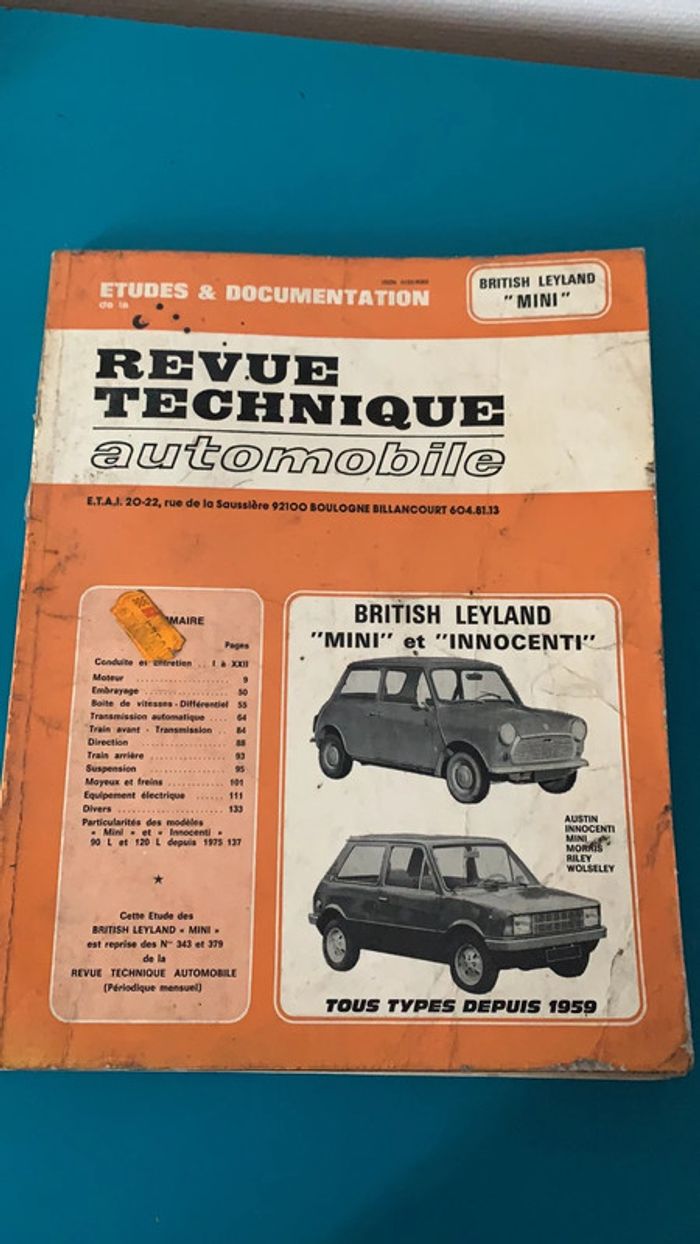 ETUDES & DOCUMENTATION
de la
BRITISH LEYLAND
"MINI"
REVUE
TECHNIQUE
automobile
E.T.A.I. 20-22, rue de la Saussière 92100 BOULOGNE BILLANCOURT 604.81.13
MAIRE
Pages
Conduite et entretien .. I à XXII
Moteur .................. 9
Embrayage ............... 50
Boite de vitesses - Différentiel 55
Transmission automatique .... 64
Train avant - Transmission .. 84
Direction ................ 88
Train arrière ............. 93
Suspension ............... 95
Moyeux et freins .......... 101
Equipement électrique ...... 111
Divers ................... 133
Particularités des modèles
« Mini » et « Innocenti »
90 L et 120 L depuis 1975 137
★
Cette Etude des
BRITISH LEYLAND « MINI »
est reprise des Nos 343 et 379
de la
REVUE TECHNIQUE AUTOMOBILE
(Périodique mensuel)
BRITISH LEYLAND
"MINI" et "INNOCENTI"
AUSTIN
INNOCENTI
MINI
MORRIS
RILEY
WOLSELEY
TOUS TYPES DEPUIS 1959